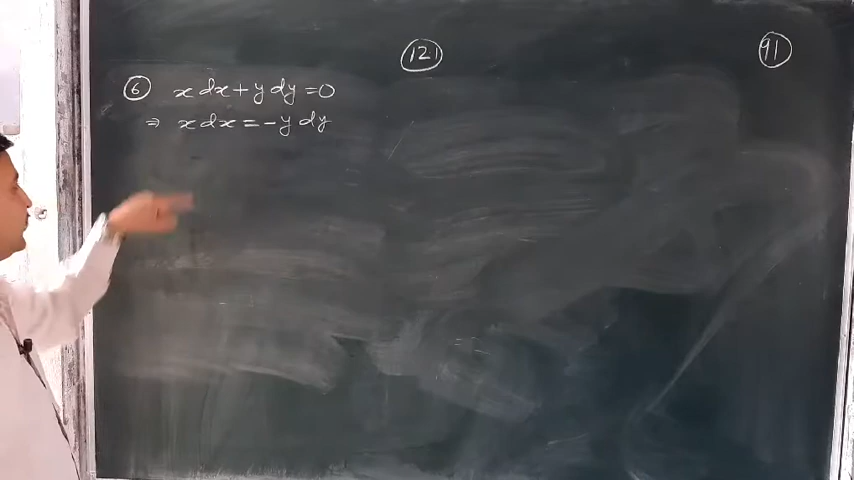 121
91
6 x dx + y dy = 0
⇒ x dx = - y dy